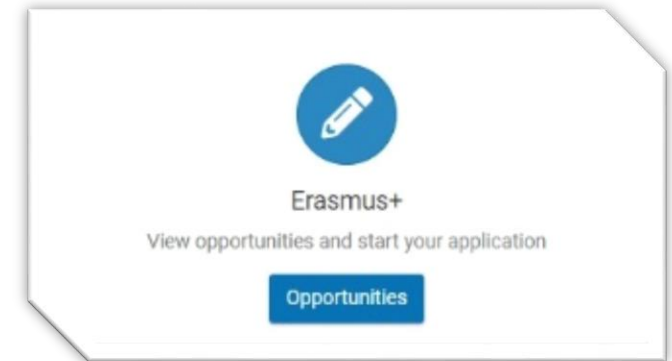 Erasmus+
View opportunities and start your application
Opportunities